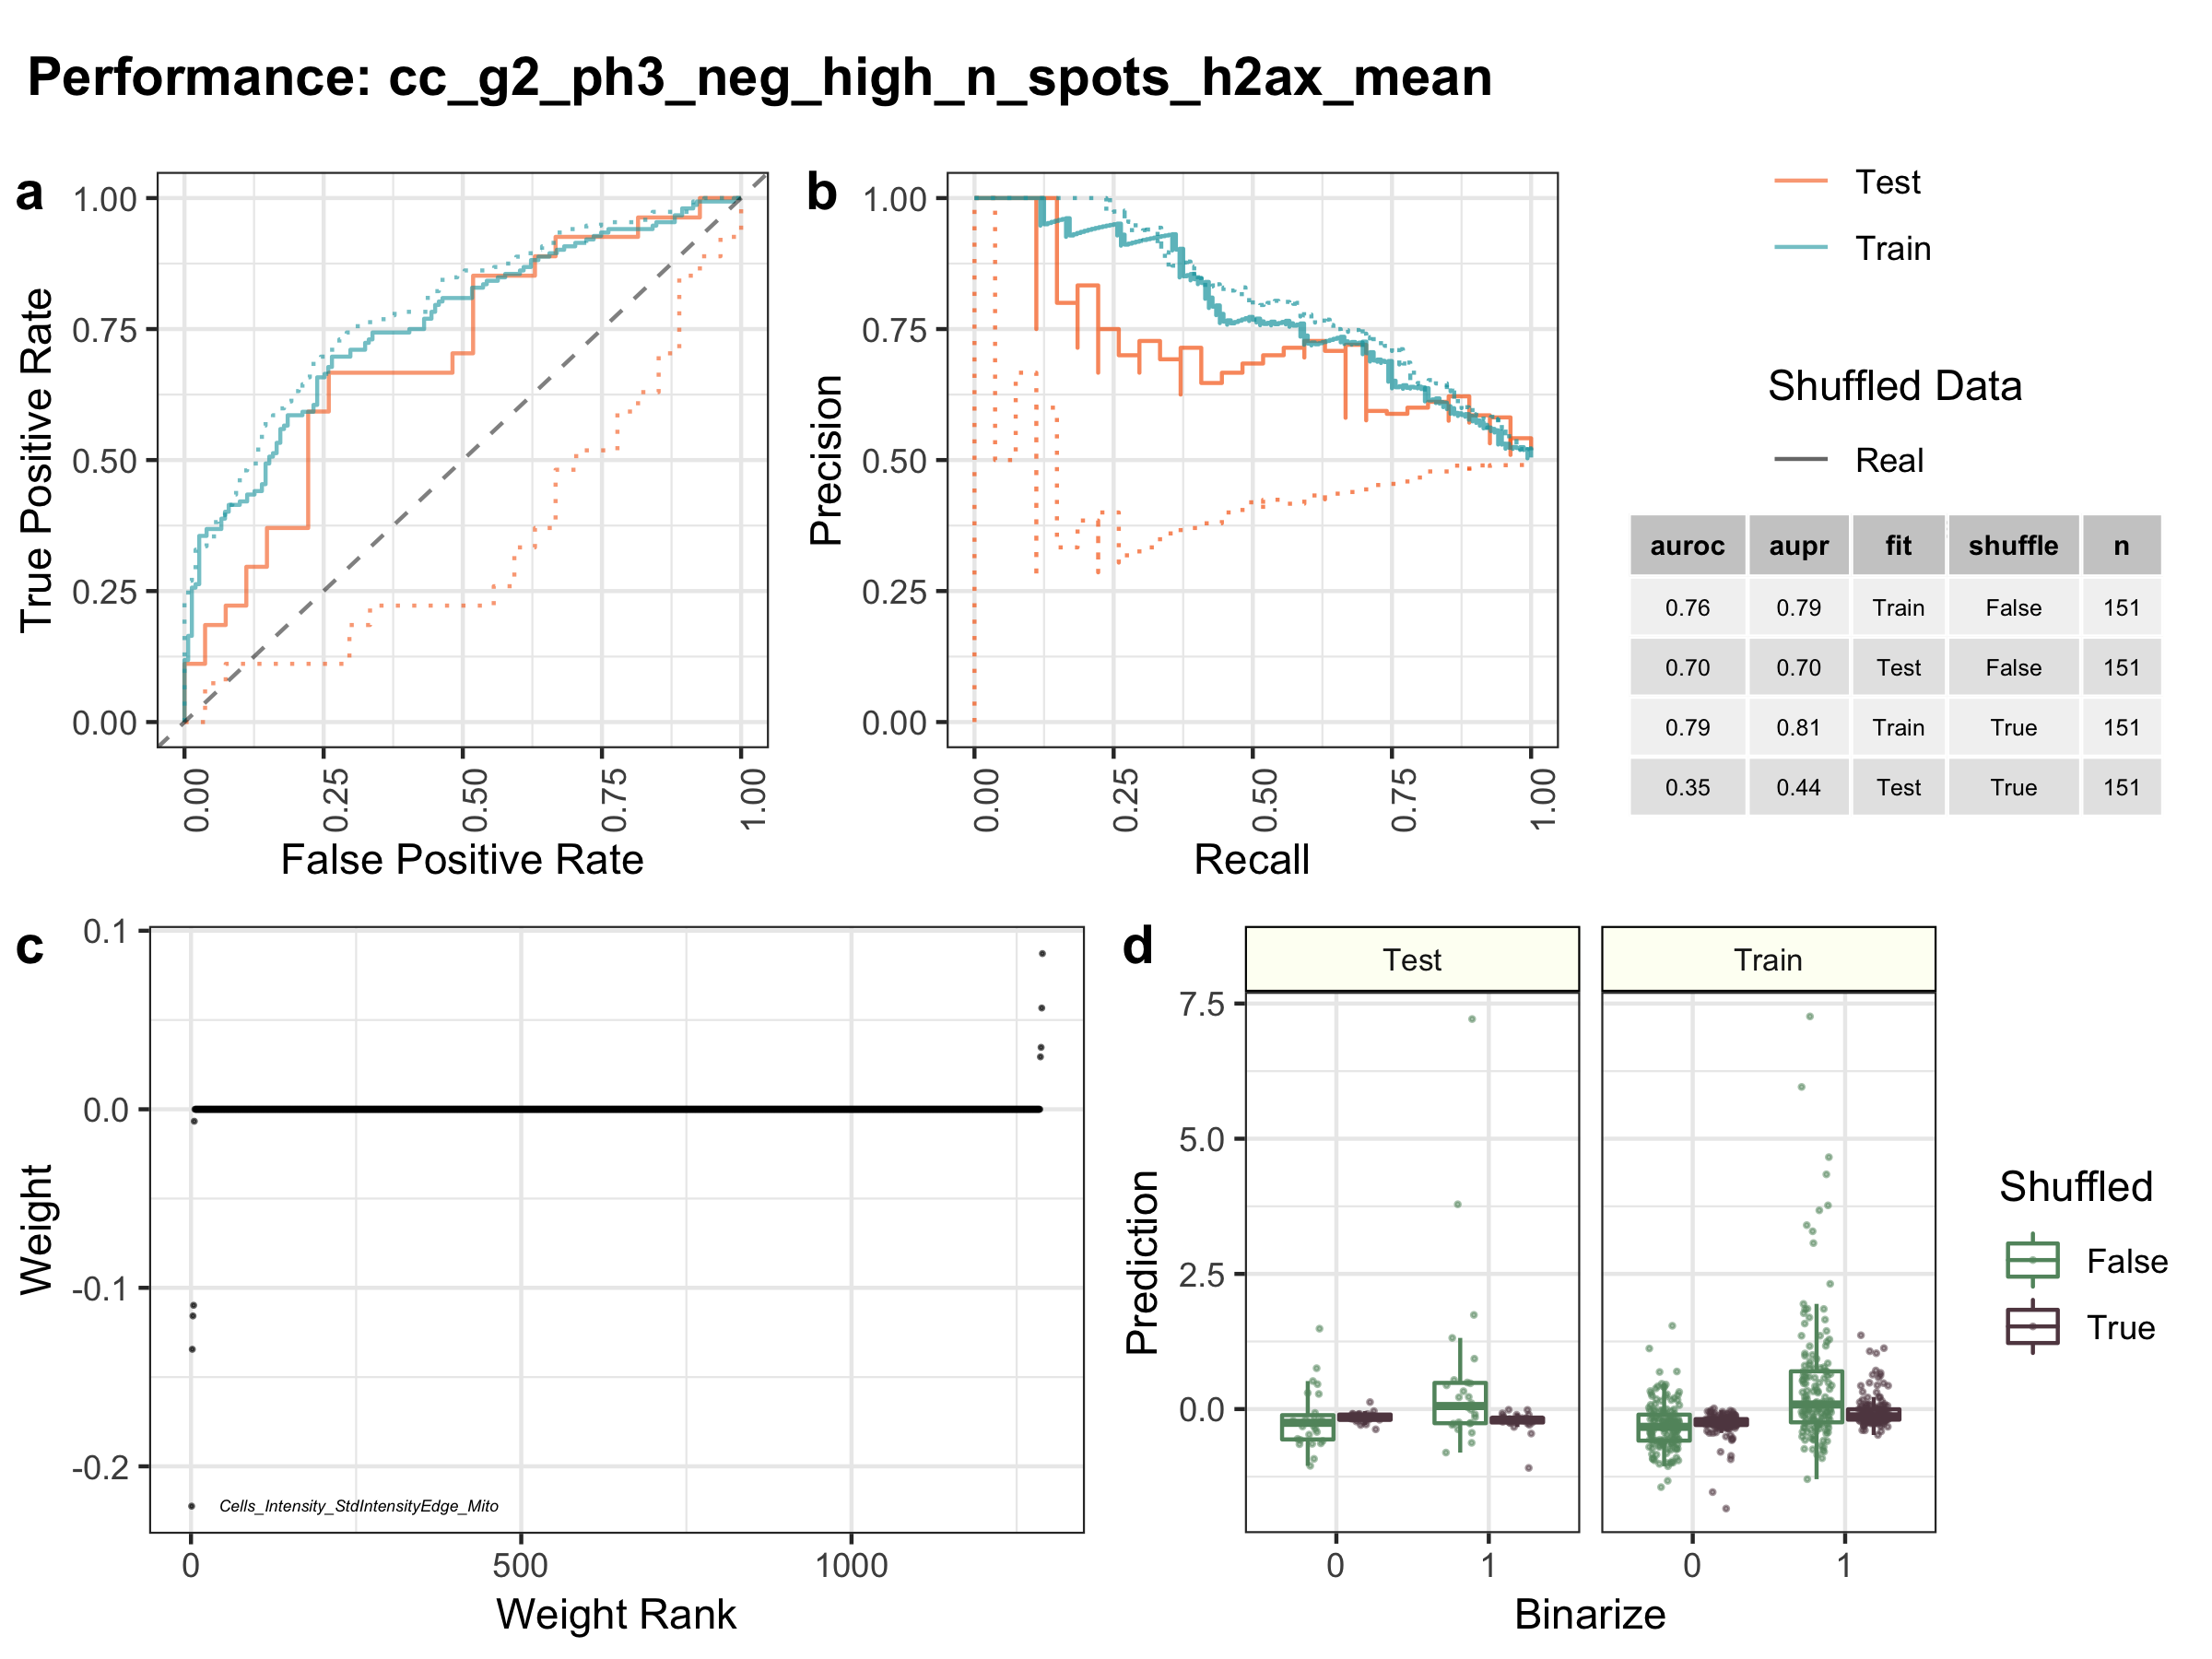 Performance: cc_g2_ph3_neg_high_n_spots_h2ax_mean
a
1.00
0.75
0.50
0.25
0.00
True Positive Rate
0.00
0.25
0.50
0.75
1.00
False Positive Rate
b
1.00
0.75
0.50
0.25
0.00
Precision
0.00
0.25
0.50
0.75
1.00
Recall
Test
Train
Shuffled Data
Real
auroc aupr fit shuffle n
0.76 0.79 Train False 151
0.70 0.70 Test False 151
0.79 0.81 Train True 151
0.35 0.44 Test True 151
c
0.1
0.0
-0.1
-0.2
Weight
Cells_Intensity_StdIntensityEdge_Mito
0 500 1000
Weight Rank
d
Test Train
7.5
5.0
2.5
0.0
Prediction
0 1 0 1
Binarize
Shuffled
False
True